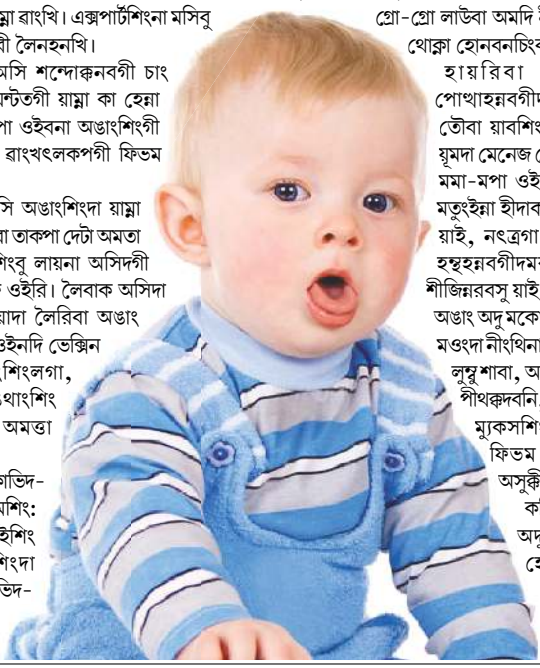 ম্না ৱাংখি। এক্সপার্টশিংনা মসিবু
বী লৈনহনখি।
অসি শন্দোক্কনবগী চাং
ন্টতগী য়াম্না কা হেন্না
পা ওইবনা অঙাংশিংগী
ৱাংখৎলকপগী ফিভম
সি অঙাংশিংদা য়াম্না
বা তাকপা দেটা অমতা
শিংবু লায়না অসিদগী
ওইরি। লৈবাক অসিদা
য়াদা লৈরিবা অঙাং
ওইনদি ভেক্সিন
শিংলগা,
থোংশিং
অমত্তা
কোভিদ-
মশিং:
ইশিং
শিংদা
ভিদ-
গ্রো-গ্রো লাউবা অমদি
থোক্লা হোনবনচিংব
হায়রিবা
পোত্থাহন্নবগীদ
তৌবা য়াবশিং
য়ূমদা মেনেজ
মমা-মপা ওই
মতুংইন্না হীদাক
য়াই, নৎত্রগা
হন্থহন্নবগীদমক
শীজিন্নরবসু য়াই
অঙাং অদু মকো
মওংদা নীংথিনা
লুম্বু শাবা, অ
পীথক্কদবনি
ম্যুকসশিং
ফিভম
অসুক্কী
ক
অদু
হে